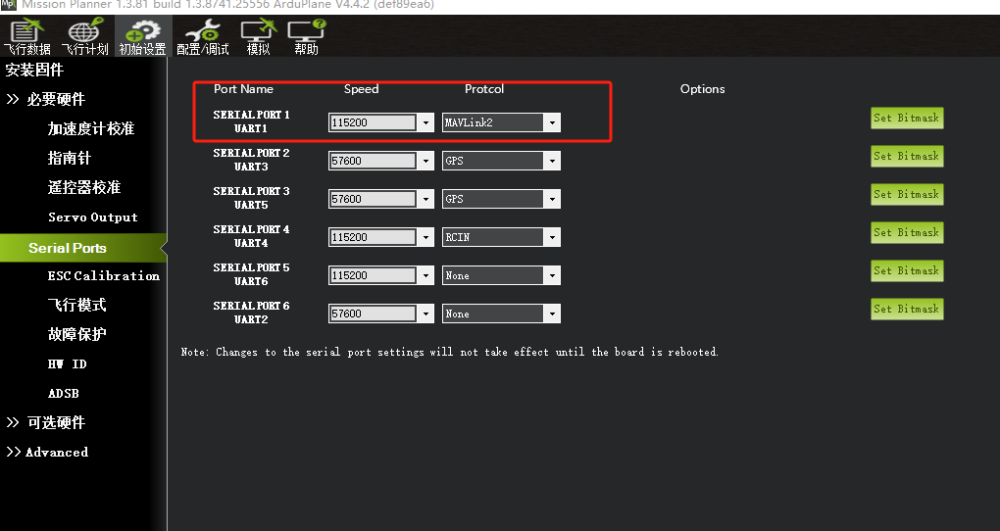 Mission Planner 1.3.81 build 1.3.8741.25556 ArduPlane V4.4.2 (def89ea6)
飞行数据 飞行计划 初始设置 配置/调试 模拟 帮助
安装固件
>> 必要硬件
加速度计校准
指南针
遥控器校准
Servo Output
Serial Ports
ESC Calibration
飞行模式
故障保护
HW ID
ADSB
>> 可选硬件
>> Advanced
Port Name Speed Protcol Options
SERIAL PORT 1
UART1 115200 MAVLink2 Set Bitmask
SERIAL PORT 2
UART3 57600 GPS Set Bitmask
SERIAL PORT 3
UART5 57600 GPS Set Bitmask
SERIAL PORT 4
UART4 115200 RCIN Set Bitmask
SERIAL PORT 5
UART6 115200 None Set Bitmask
SERIAL PORT 6
UART2 57600 None Set Bitmask
Note: Changes to the serial port settings will not take effect until the board is rebooted.